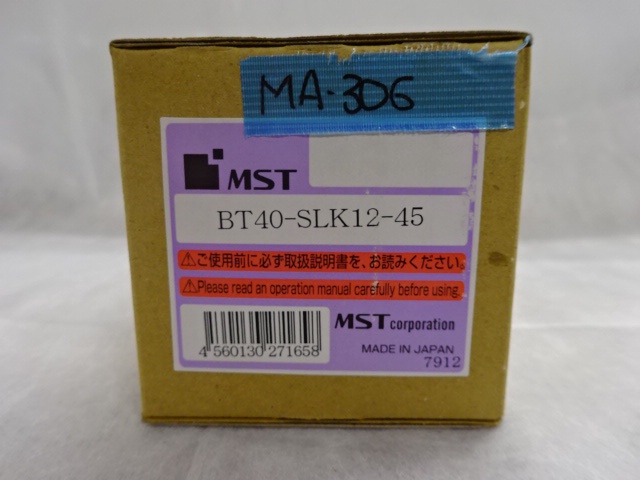 MA-306
MST
BT40-SLK12-45
⚠ご使用前に必ず取扱説明書を、お読みください。
⚠Please read an operation manual carefully before using.
4 560130 271658
MST corporation
MADE IN JAPAN
7912